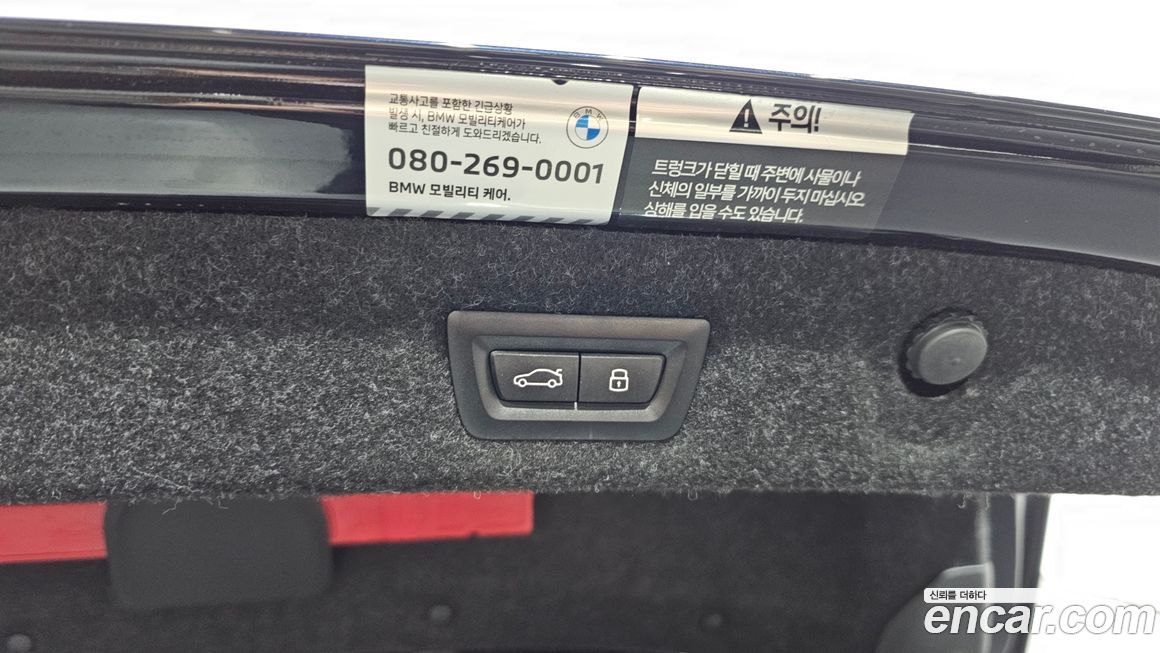 교통사고를 포함한 긴급상황
발생 시, BMW 모빌리티케어가
빠르고 친절하게 도와드리겠습니다.
080-269-0001
BMW 모빌리티 케어.
BMW
주의!
트렁크가 닫힐 때 주변에 사물이나
신체의 일부를 가까이 두지 마십시오.
상해를 입을 수도 있습니다.
신뢰를 더하다
encar.com